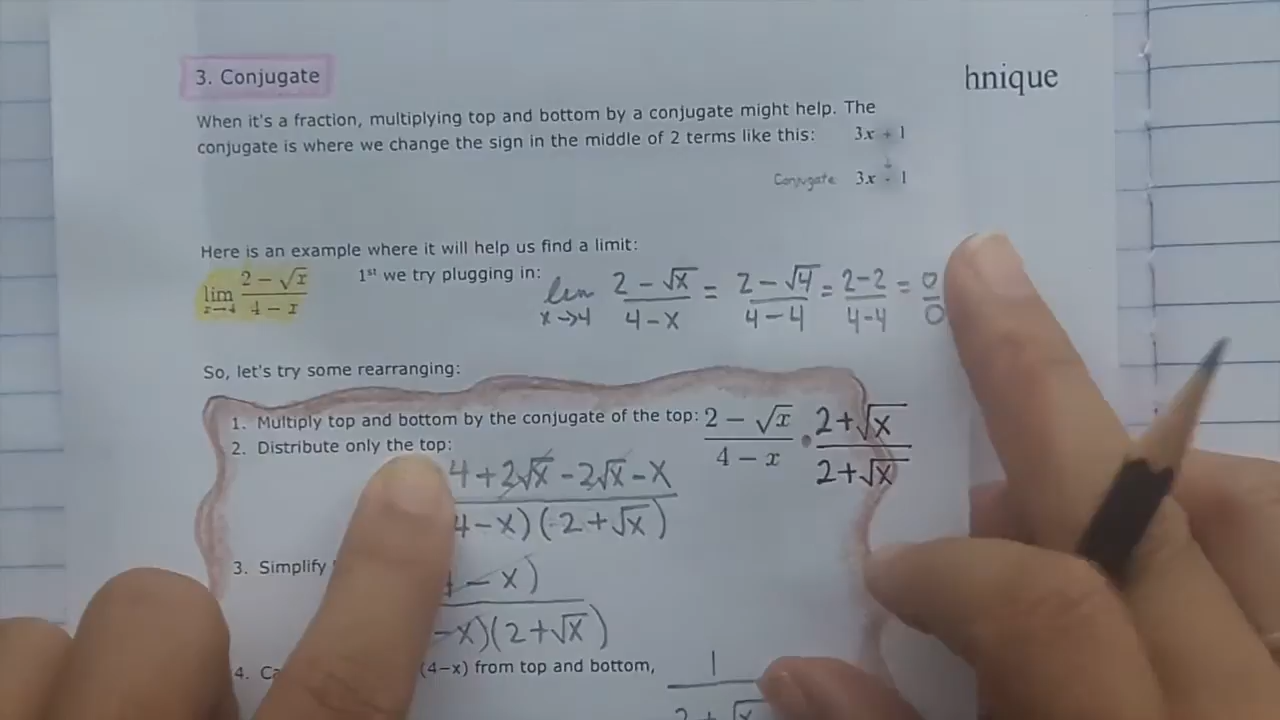 3. Conjugate
hnique
When it's a fraction, multiplying top and bottom by a conjugate might help. The
conjugate is where we change the sign in the middle of 2 terms like this: 3x + 1
Conjugate 3x - 1
Here is an example where it will help us find a limit:
lim x→4 (2 − √x)/(4 − x) 1st we try plugging in: lim x→4 (2 − √x)/(4 − x) = (2 − √4)/(4 − 4) = (2 − 2)/(4 − 4) = 0/0
So, let's try some rearranging:
1. Multiply top and bottom by the conjugate of the top: (2 − √x)/(4 − x) · (2 + √x)/(2 + √x)
2. Distribute only the top:
4 + 2√x − 2√x − x
4 − x)(2 + √x)
3. Simplify
− x)
−x)(2 + √x)
4. (4−x) from top and bottom,
1
2 + √x